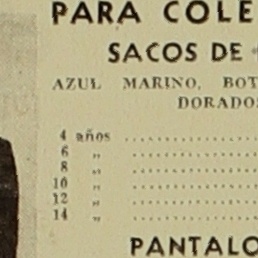 PARA COLE
SACOS DE
AZUL MARINO, BOT
DORADOS
4 años ....................
6 " ....................
8 " ....................
10 " ....................
12 " ....................
14 " ....................
PANTALO